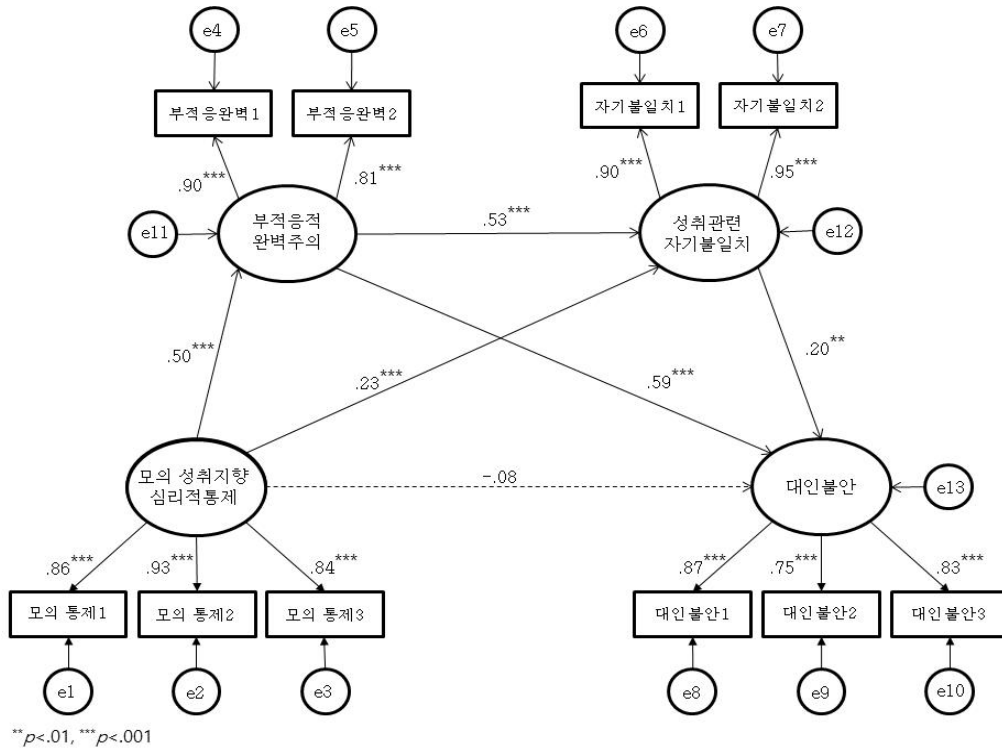 e4
e5
e6
e7
부적응완벽1
부적응완벽2
자기불일치1
자기불일치2
.90***
.81***
.90***
.95***
e11
부적응적
완벽주의
.53***
성취관련
자기불일치
e12
.50***
.23***
.59***
.20**
모의 성취지향
심리적통제
-.08
대인불안
e13
.86***
.93***
.84***
.87***
.75***
.83***
모의 통제1
모의 통제2
모의 통제3
대인불안1
대인불안2
대인불안3
e1
e2
e3
e8
e9
e10
**p<.01, ***p<.001